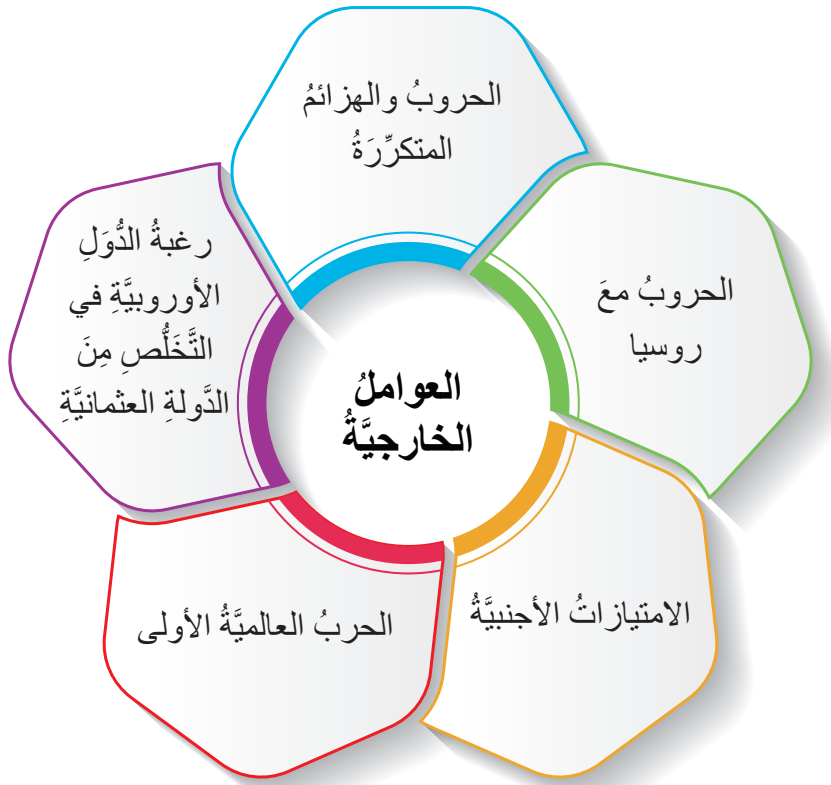 العواملُ
الخارجيَّةُ
الحروبُ والهزائمُ
المتكرِّرَةُ
الحروبُ معَ
روسيا
الامتيازاتُ الأجنبيَّةُ
الحربُ العالميَّةُ الأولى
رغبةُ الدُّوَلِ
الأوروبيَّةِ في
التَّخَلُّصِ مِنَ
الدَّولةِ العثمانيَّةِ